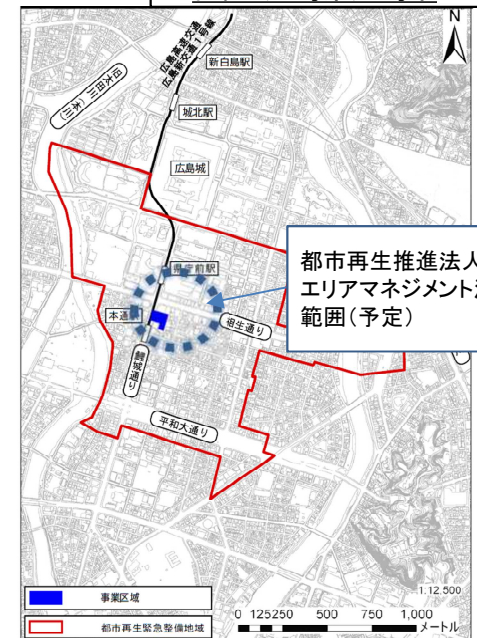 N
広島高速交通
広島新交通1号線
新白島駅
旧太田川(本川)
城北駅
広島城
県庁前駅
都市再生推進法人
エリアマネジメント
範囲(予定)
本通駅
相生通り
鯉城通り
平和大通り
1:12,500
事業区域
都市再生緊急整備地域
0 125250 500 750 1,000
メートル